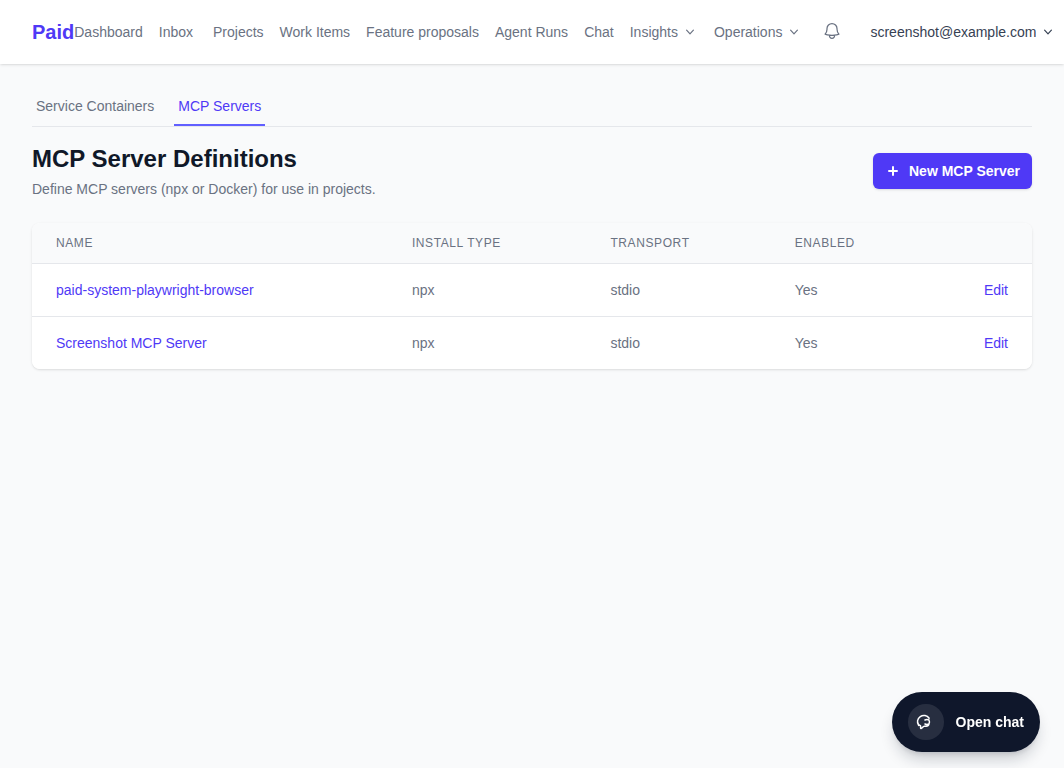 Paid Dashboard Inbox Projects Work Items Feature proposals Agent Runs Chat Insights Operations screenshot@example.com
Service Containers MCP Servers
MCP Server Definitions
Define MCP servers (npx or Docker) for use in projects.
New MCP Server
NAME INSTALL TYPE TRANSPORT ENABLED
paid-system-playwright-browser npx stdio Yes Edit
Screenshot MCP Server npx stdio Yes Edit
Open chat